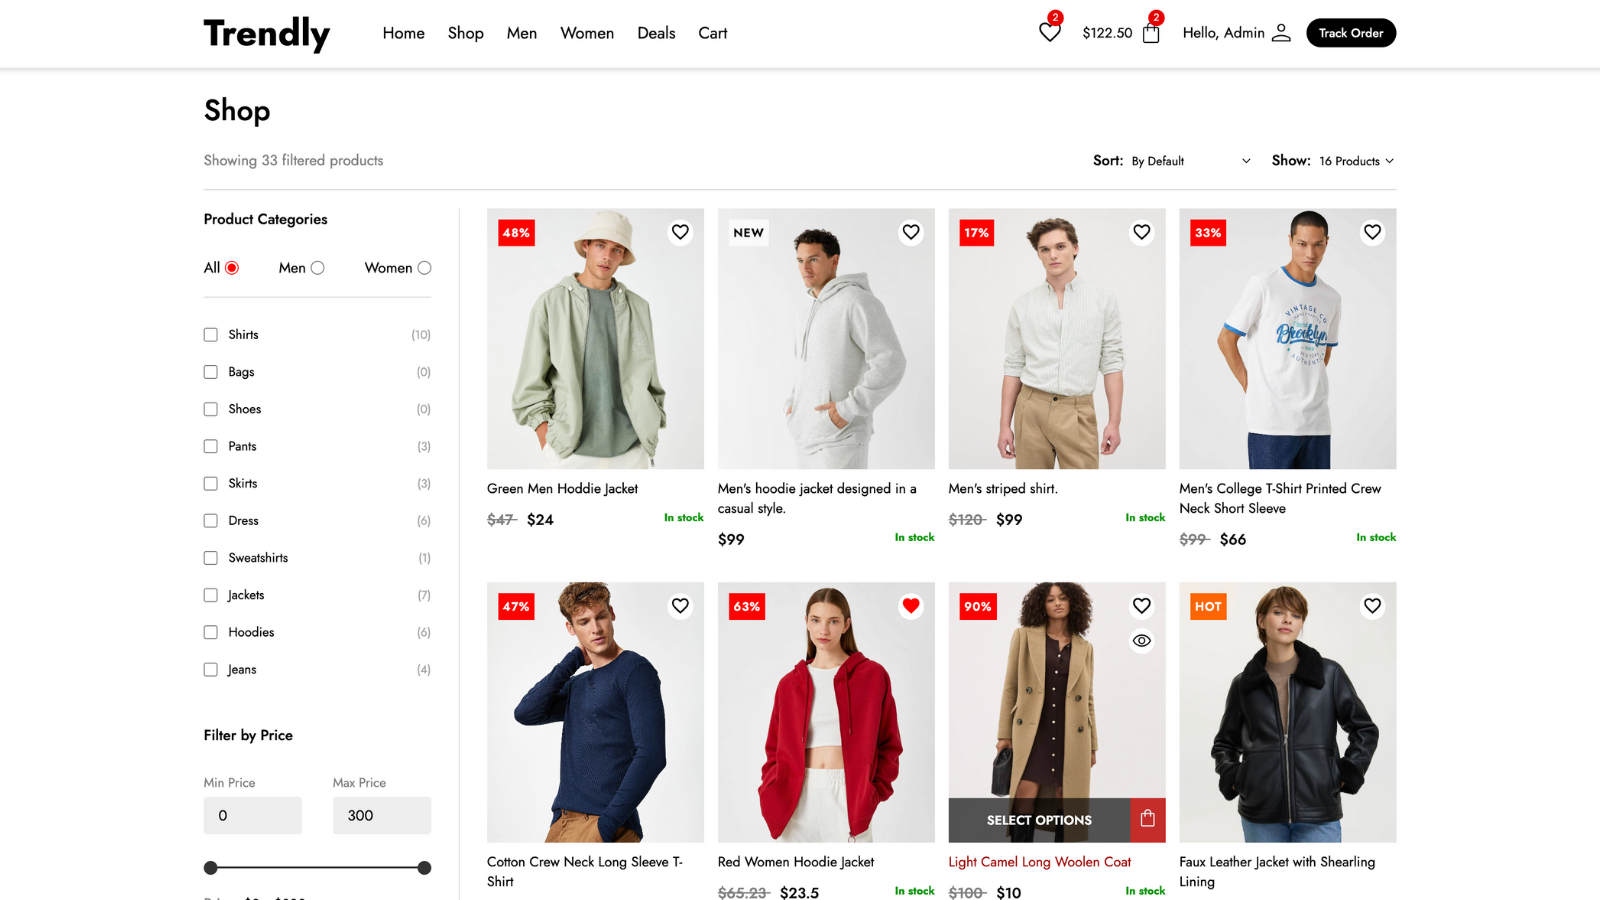 Trendly
Home Shop Men Women Deals Cart
2
$122.50
2
Hello, Admin
Track Order
Shop
Showing 33 filtered products
Sort: By Default
Show: 16 Products
Product Categories
All Men Women
Shirts (10)
Bags (0)
Shoes (0)
Pants (3)
Skirts (3)
Dress (6)
Sweatshirts (1)
Jackets (7)
Hoodies (6)
Jeans (4)
Filter by Price
Min Price Max Price
0 300
48%
Green Men Hoddie Jacket
$47 $24 In stock
NEW
Men's hoodie jacket designed in a
casual style.
$99 In stock
17%
Men's striped shirt.
$120 $99 In stock
33%
VINTAGE CO
Brooklyn
AUTHENTIC
Men's College T-Shirt Printed Crew
Neck Short Sleeve
$99 $66 In stock
47%
Cotton Crew Neck Long Sleeve T-
Shirt
63%
Red Women Hoodie Jacket
$65.23 $23.5 In stock
90%
SELECT OPTIONS
Light Camel Long Woolen Coat
$100 $10 In stock
HOT
Faux Leather Jacket with Shearling
Lining